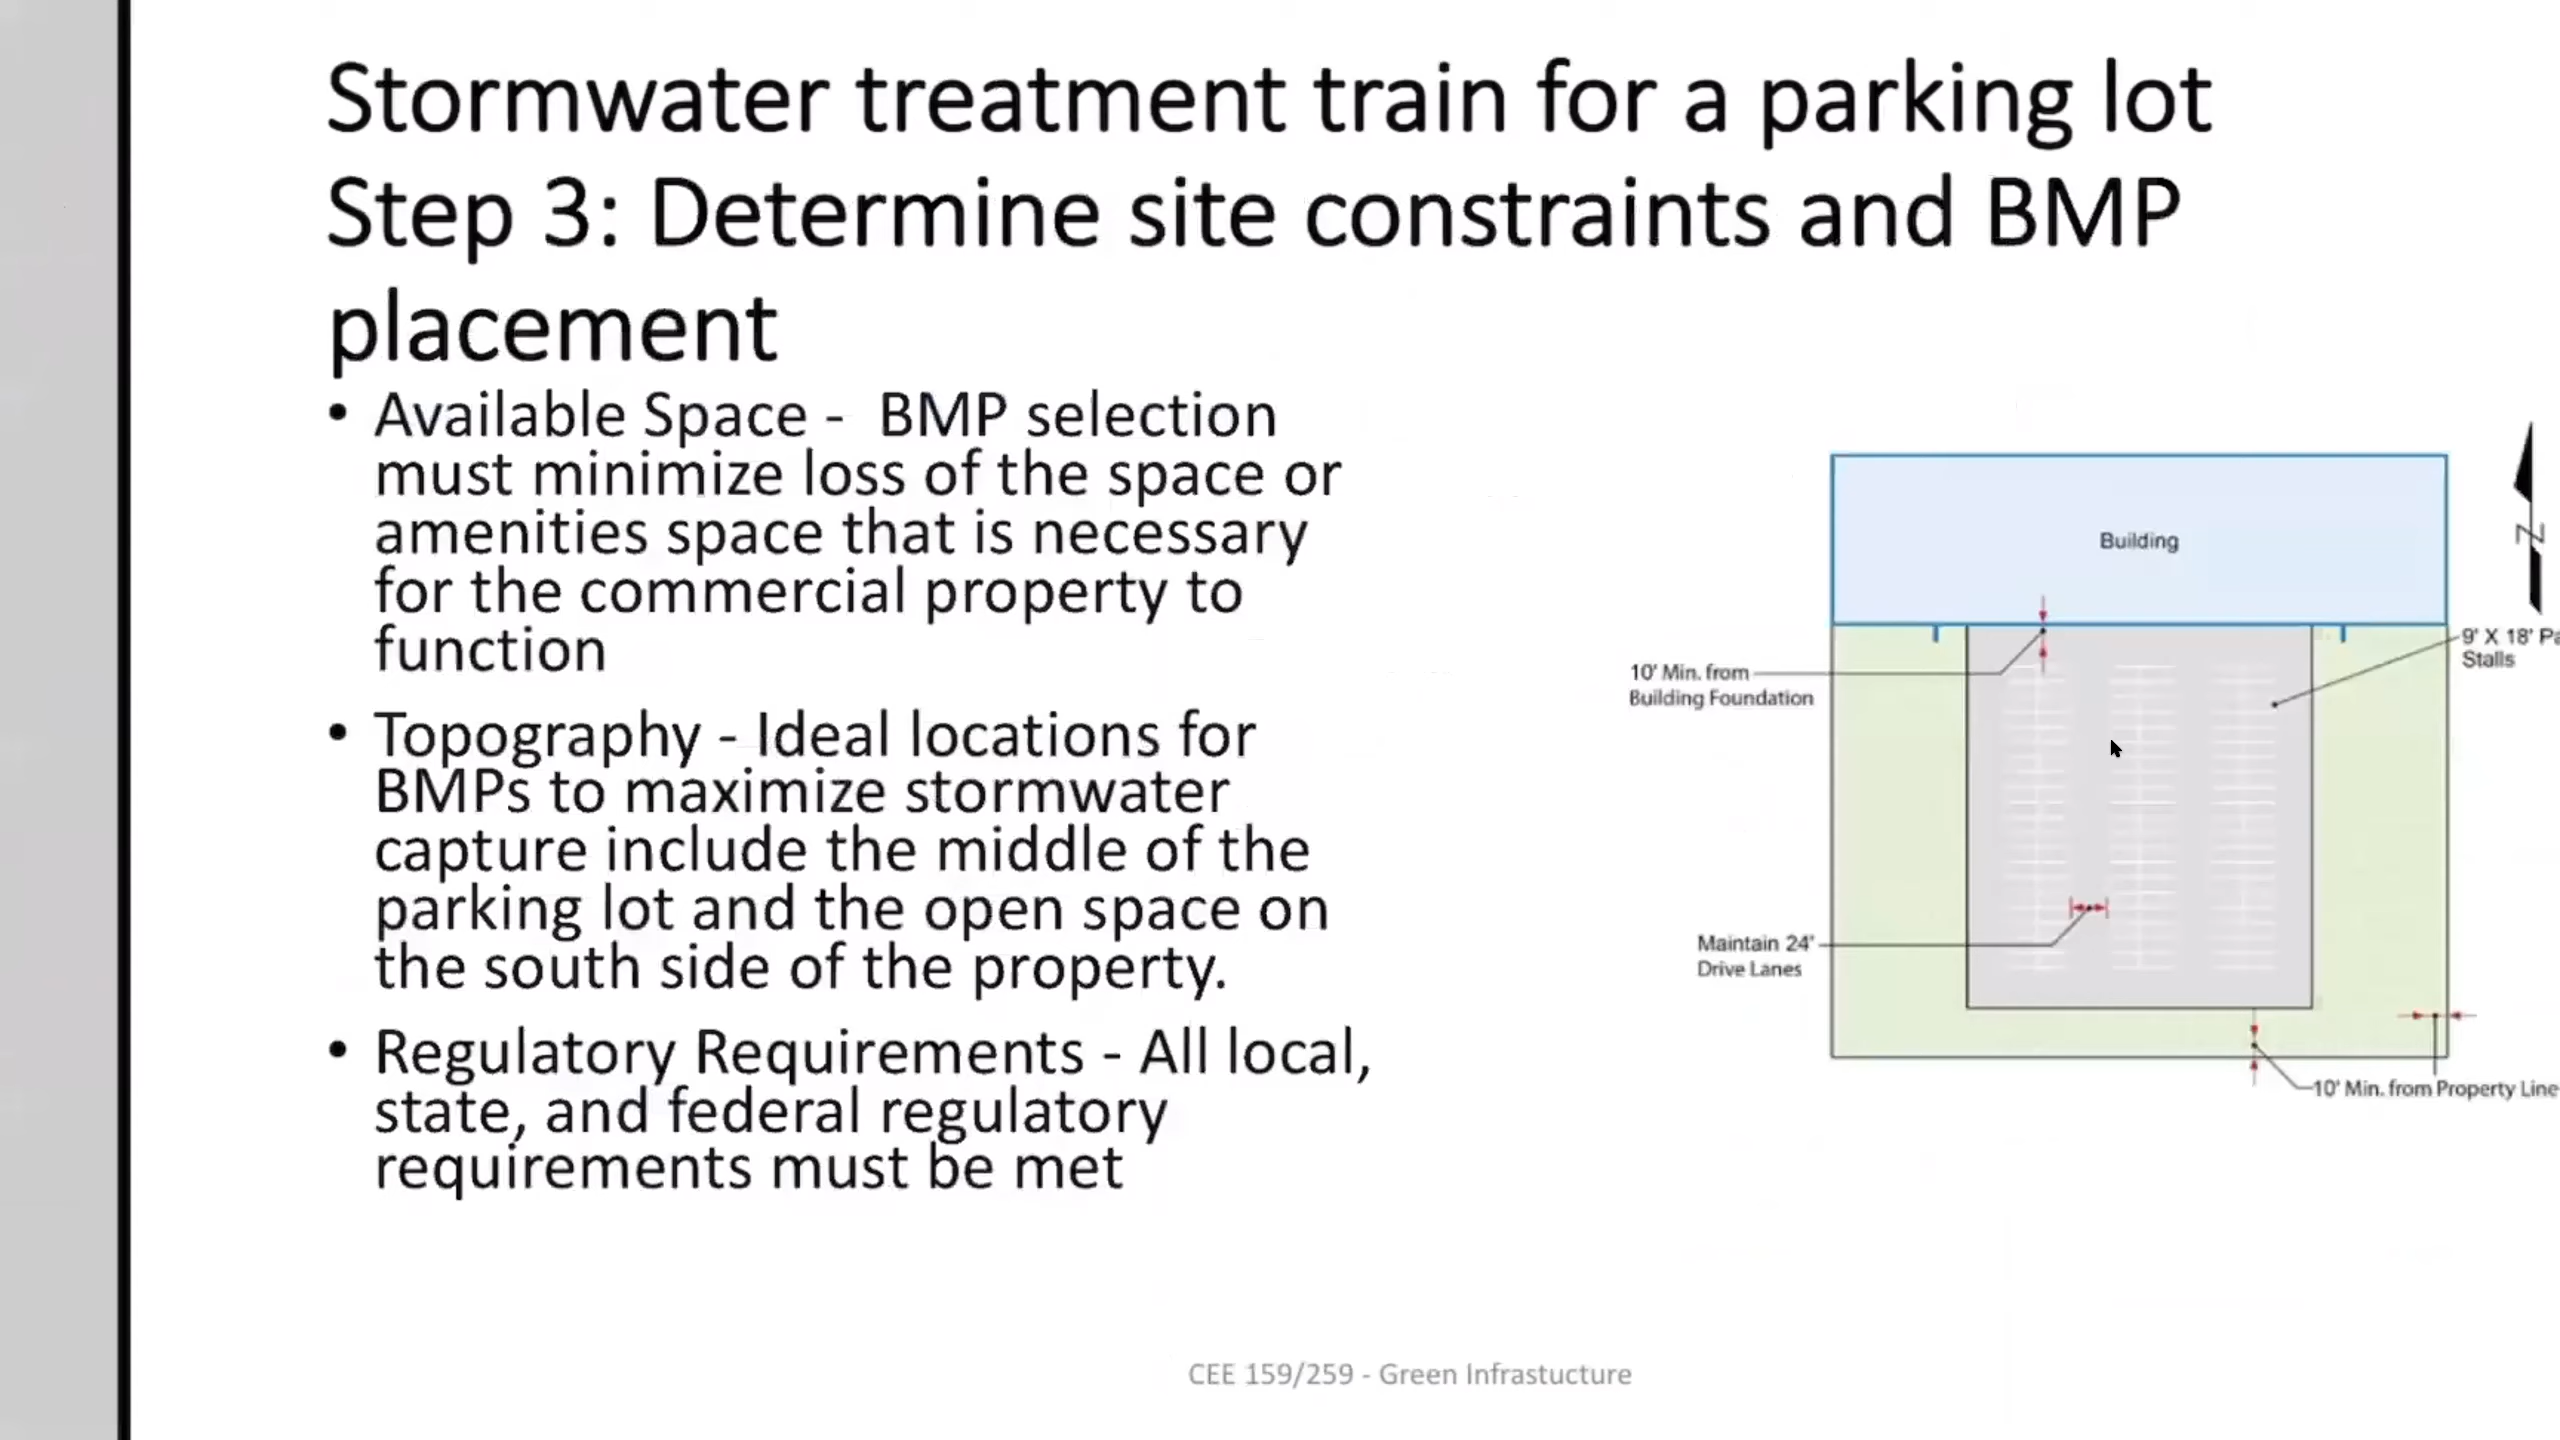 Stormwater treatment train for a parking lot
Step 3: Determine site constraints and BMP
placement
• Available Space -  BMP selection
must minimize loss of the space or
amenities space that is necessary
for the commercial property to
function
• Topography - Ideal locations for
BMPs to maximize stormwater
capture include the middle of the
parking lot and the open space on
the south side of the property.
• Regulatory Requirements - All local,
state, and federal regulatory
requirements must be met
Building
N
9' X 18'
Stalls
10' Min. from
Building Foundation
Maintain 24'
Drive Lanes
10' Min. from Property Line
CEE 159/259 - Green Infrastucture